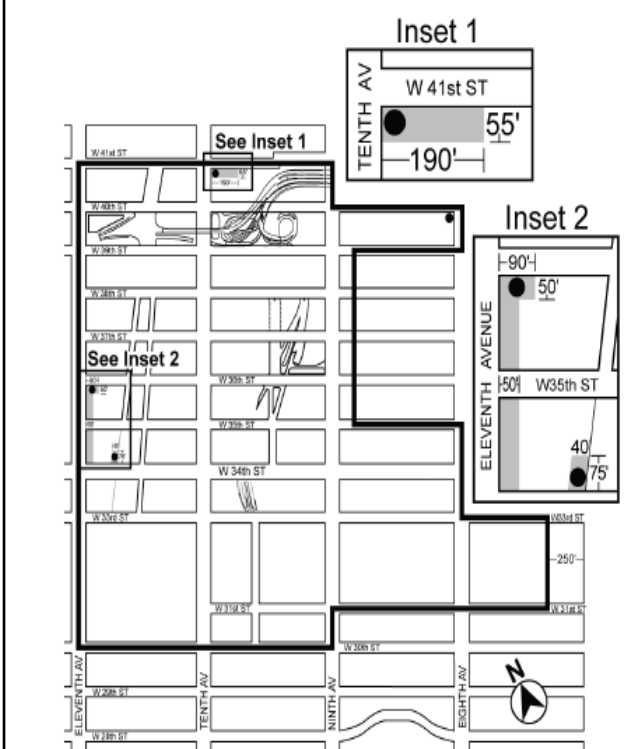 Inset 1
TENTH AV
W 41st ST
55'
190'
See Inset 1
W 41st ST
55'
190'
W 40th ST
W 39th ST
W 38th ST
W 37th ST
See Inset 2
W 36th ST
W 35th ST
W 34th ST
W 33rd ST
W33rd ST
250'
W 31st ST
W 31st ST
W 30th ST
W 29th ST
W 28th ST
ELEVENTH AV
TENTH AV
NINTH AV
EIGHTH AV
N
Inset 2
90'
50'
ELEVENTH AVENUE
50'
W35th ST
40
75'